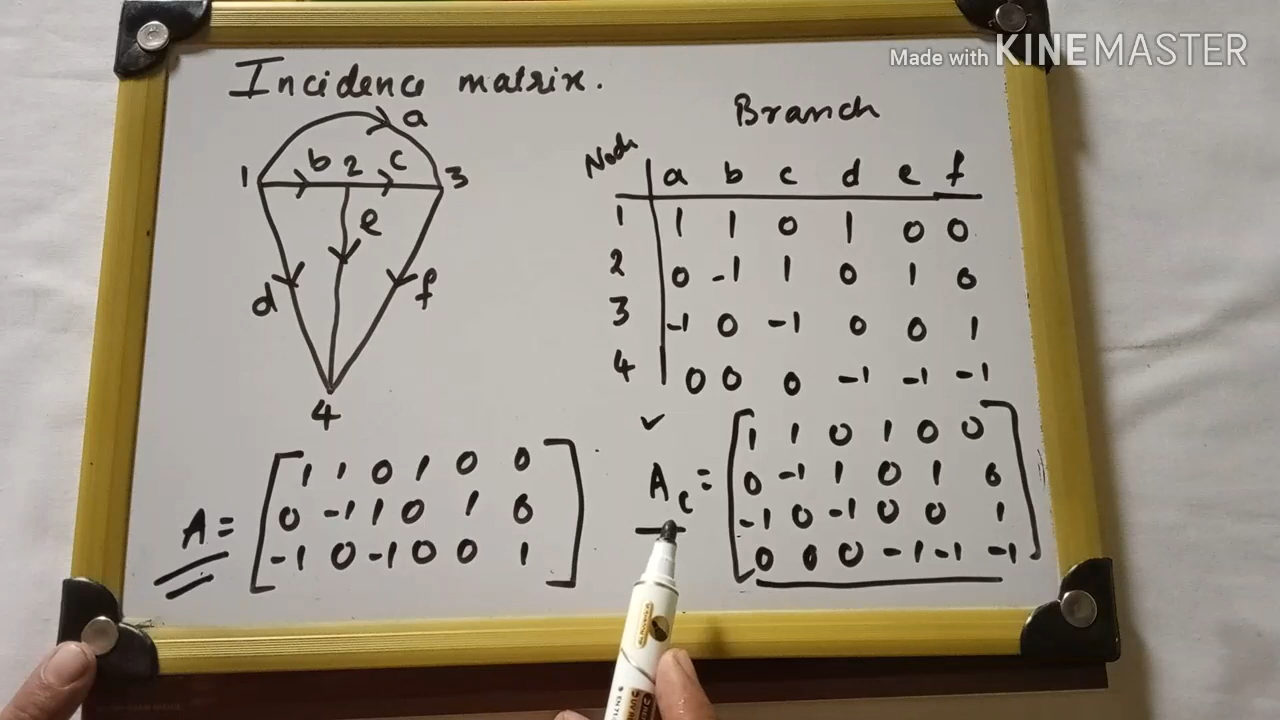 Made with KINEMASTER
Incidence matrix.
a
1 b 2 c 3
e
d f
4
Branch
Node a b c d e f
1 1 1 0 1 0 0
2 0 -1 1 0 1 0
3 -1 0 -1 0 0 1
4 0 0 0 -1 -1 -1
✓
A = [ 1 1 0 1 0 0
0 -1 1 0 1 0
-1 0 -1 0 0 1 ]
Ac = [ 1 1 0 1 0 0
0 -1 1 0 1 0
-1 0 -1 0 0 1
0 0 0 -1 -1 -1 ]